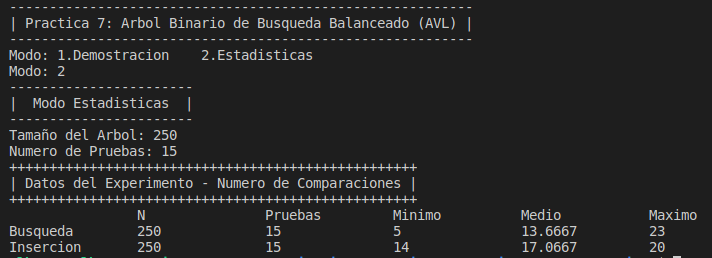 ----------------------------------------------------------
| Practica 7: Arbol Binario de Busqueda Balanceado (AVL) |
----------------------------------------------------------
Modo: 1.Demostracion    2.Estadisticas
Modo: 2
-----------------------
|  Modo Estadisticas  |
-----------------------
Tamaño del Arbol: 250
Numero de Pruebas: 15
+++++++++++++++++++++++++++++++++++++++++++++++++++
| Datos del Experimento - Numero de Comparaciones |
+++++++++++++++++++++++++++++++++++++++++++++++++++
                N               Pruebas         Minimo          Medio           Maximo
Busqueda        250             15              5               13.6667         23
Insercion       250             15              14              17.0667         20